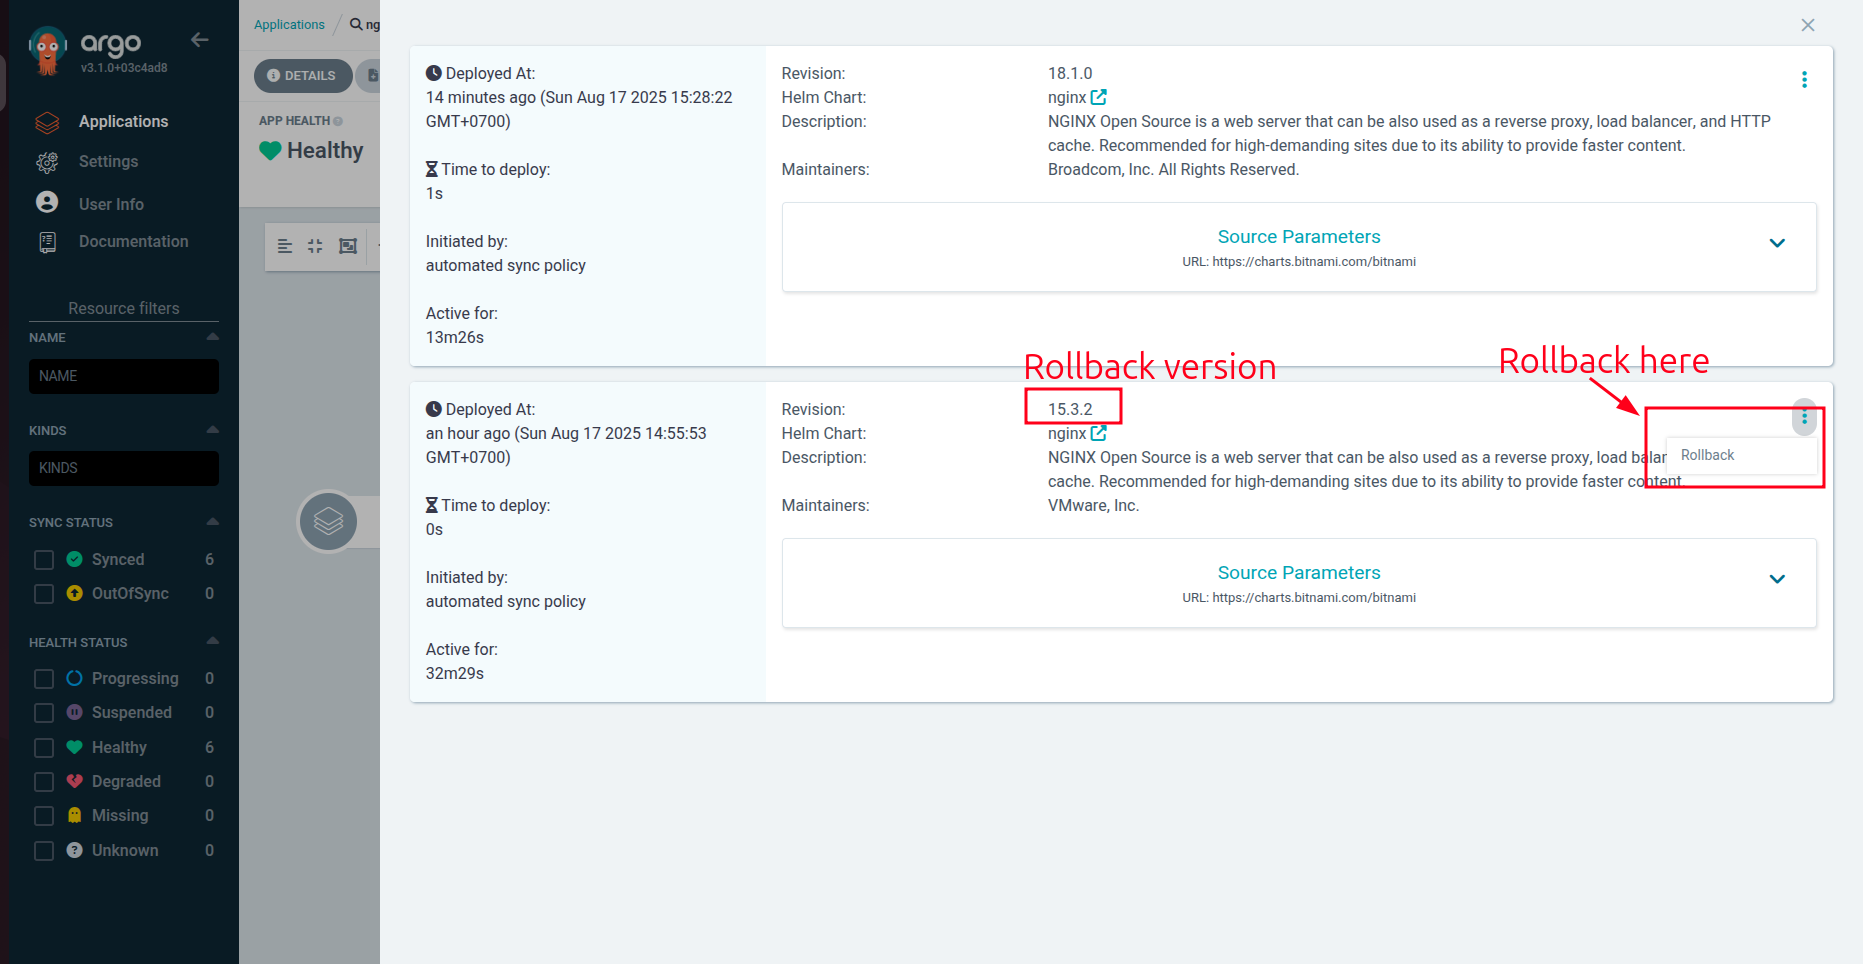 argo
v3.1.0+03c4ad8
Applications
Settings
User Info
Documentation
Resource filters
NAME
NAME
KINDS
KINDS
SYNC STATUS
Synced 6
OutOfSync 0
HEALTH STATUS
Progressing 0
Suspended 0
Healthy 6
Degraded 0
Missing 0
Unknown 0
Applications / ng
DETAILS
APP HEALTH
Healthy
Deployed At:
14 minutes ago (Sun Aug 17 2025 15:28:22
GMT+0700)
Time to deploy:
1s
Initiated by:
automated sync policy
Active for:
13m26s
Revision: 18.1.0
Helm Chart: nginx
Description: NGINX Open Source is a web server that can be also used as a reverse proxy, load balancer, and HTTP
cache. Recommended for high-demanding sites due to its ability to provide faster content.
Maintainers: Broadcom, Inc. All Rights Reserved.
Source Parameters
URL: https://charts.bitnami.com/bitnami
Rollback version
Rollback here
Deployed At:
an hour ago (Sun Aug 17 2025 14:55:53
GMT+0700)
Time to deploy:
0s
Initiated by:
automated sync policy
Active for:
32m29s
Revision: 15.3.2
Helm Chart: nginx
Description: NGINX Open Source is a web server that can be also used as a reverse proxy, load balan
cache. Recommended for high-demanding sites due to its ability to provide faster content.
Maintainers: VMware, Inc.
Rollback
Source Parameters
URL: https://charts.bitnami.com/bitnami